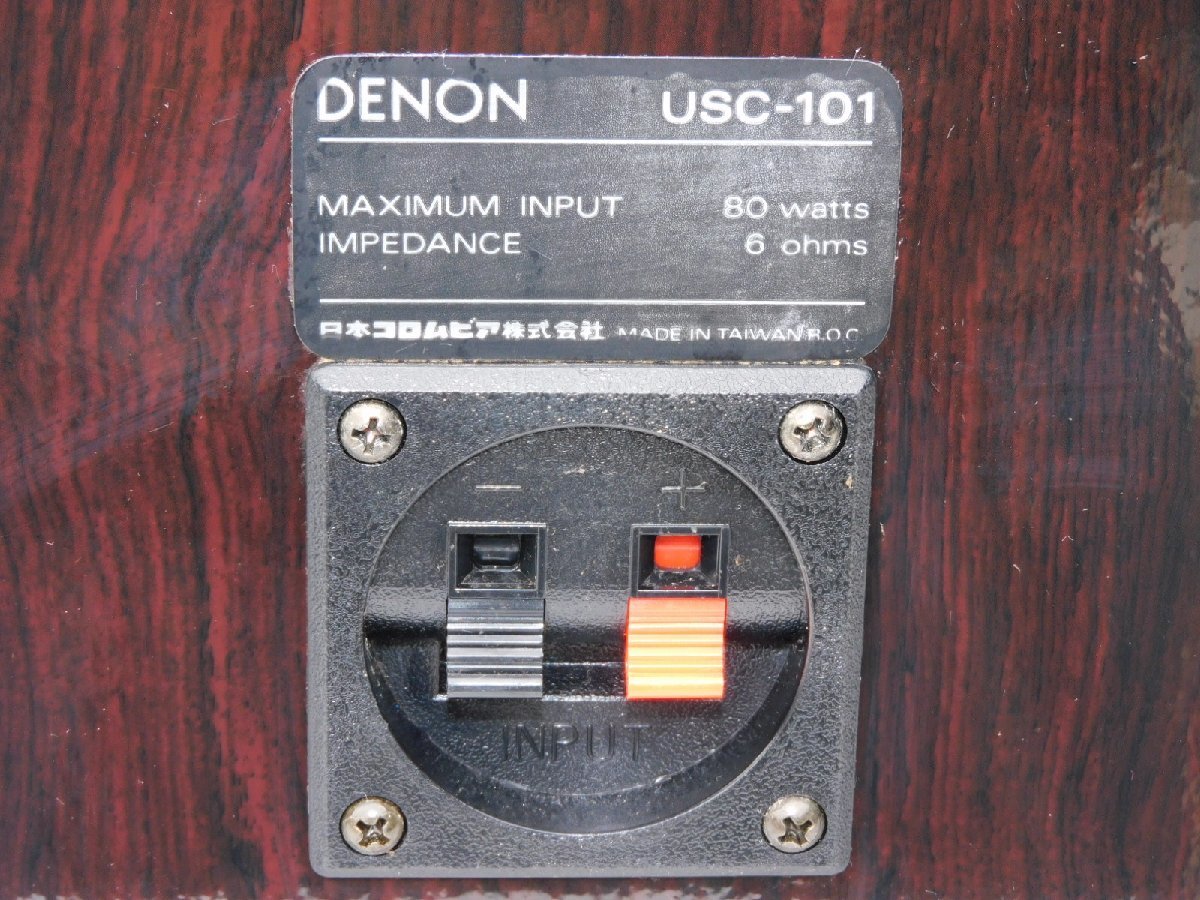 DENON USC-101
MAXIMUM INPUT 80 watts
IMPEDANCE 6 ohms
日本コロムビア株式会社 MADE IN TAIWAN R.O.C
- +
INPUT